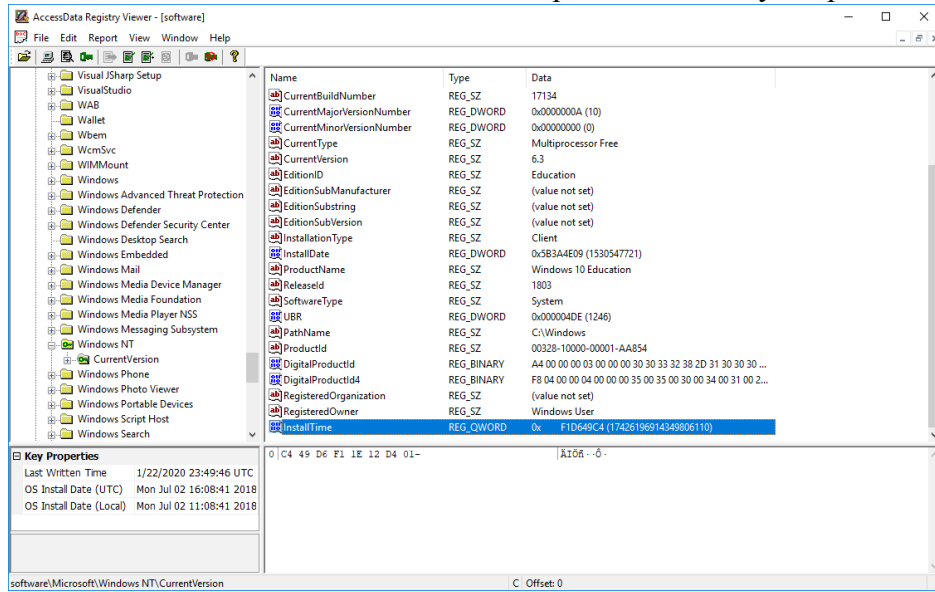 AccessData Registry Viewer - [software]
File Edit Report View Window Help
Visual JSharp Setup
VisualStudio
WAB
Wallet
Wbem
WcmSvc
WIMMount
Windows
Windows Advanced Threat Protection
Windows Defender
Windows Defender Security Center
Windows Desktop Search
Windows Embedded
Windows Mail
Windows Media Device Manager
Windows Media Foundation
Windows Media Player NSS
Windows Messaging Subsystem
Windows NT
CurrentVersion
Windows Phone
Windows Photo Viewer
Windows Portable Devices
Windows Script Host
Windows Search
Name Type Data
CurrentBuildNumber REG_SZ 17134
CurrentMajorVersionNumber REG_DWORD 0x0000000A (10)
CurrentMinorVersionNumber REG_DWORD 0x00000000 (0)
CurrentType REG_SZ Multiprocessor Free
CurrentVersion REG_SZ 6.3
EditionID REG_SZ Education
EditionSubManufacturer REG_SZ (value not set)
EditionSubstring REG_SZ (value not set)
EditionSubVersion REG_SZ (value not set)
InstallationType REG_SZ Client
InstallDate REG_DWORD 0x5B3A4E09 (1530547721)
ProductName REG_SZ Windows 10 Education
ReleaseId REG_SZ 1803
SoftwareType REG_SZ System
UBR REG_DWORD 0x000004DE (1246)
PathName REG_SZ C:\Windows
ProductId REG_SZ 00328-10000-00001-AA854
DigitalProductId REG_BINARY A4 00 00 00 03 00 00 00 30 30 33 32 38 2D 31 30 30 30 ...
DigitalProductId4 REG_BINARY F8 04 00 00 04 00 00 00 35 00 35 00 30 00 34 00 31 00 2...
RegisteredOrganization REG_SZ (value not set)
RegisteredOwner REG_SZ Windows User
InstallTime REG_QWORD 0x F1D649C4 (17426196914349806110)
Key Properties
Last Written Time 1/22/2020 23:49:46 UTC
OS Install Date (UTC) Mon Jul 02 16:08:41 2018
OS Install Date (Local) Mon Jul 02 11:08:41 2018
0 C4 49 D6 F1 1E 12 D4 01- ÄIÖñ··Ô·
software\Microsoft\Windows NT\CurrentVersion C Offset: 0